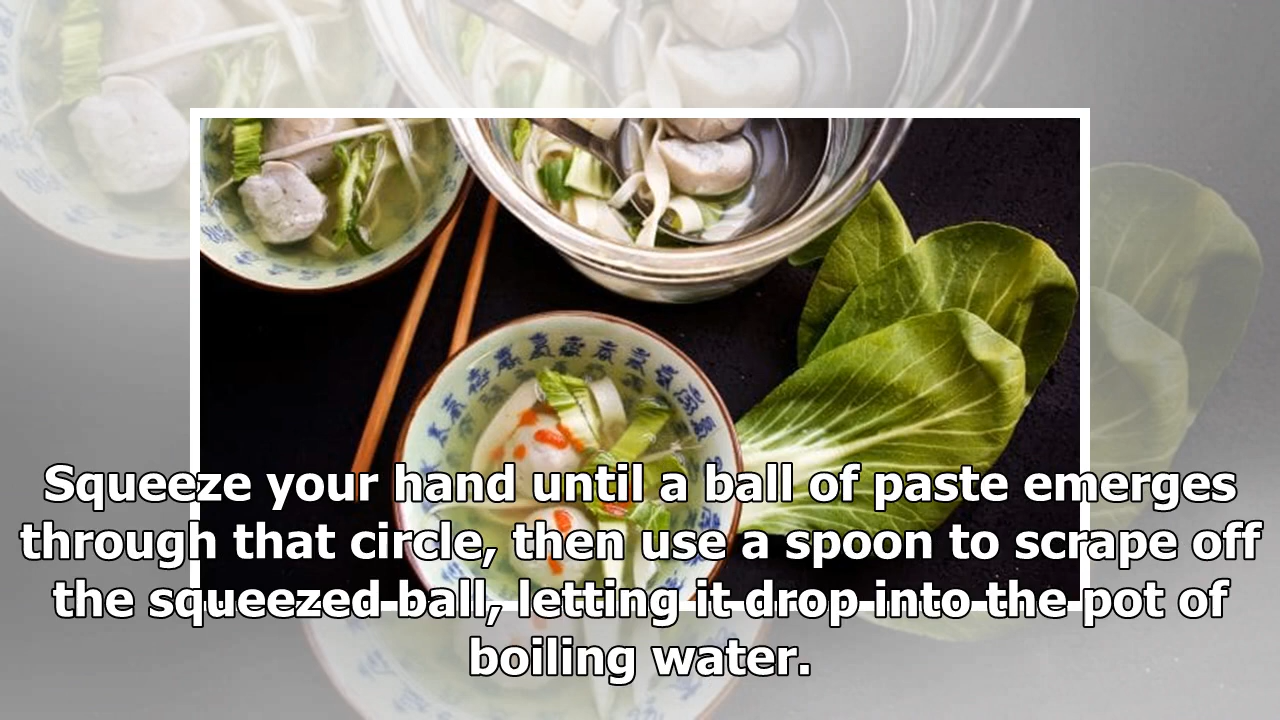 Squeeze your hand until a ball of paste emerges
through that circle, then use a spoon to scrape off
the squeezed ball, letting it drop into the pot of
boiling water.